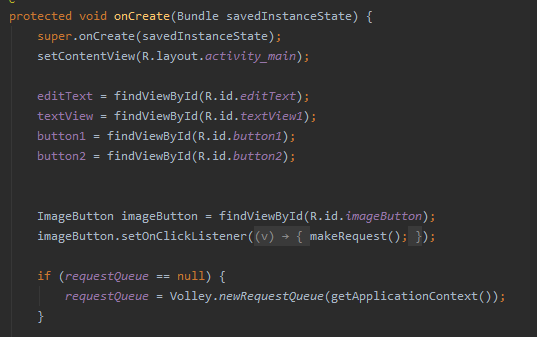 protected void onCreate(Bundle savedInstanceState) {
super.onCreate(savedInstanceState);
setContentView(R.layout.activity_main);
editText = findViewById(R.id.editText);
textView = findViewById(R.id.textView1);
button1 = findViewById(R.id.button1);
button2 = findViewById(R.id.button2);
ImageButton imageButton = findViewById(R.id.imageButton);
imageButton.setOnClickListener((v) → { makeRequest(); });
if (requestQueue == null) {
requestQueue = Volley.newRequestQueue(getApplicationContext());
}